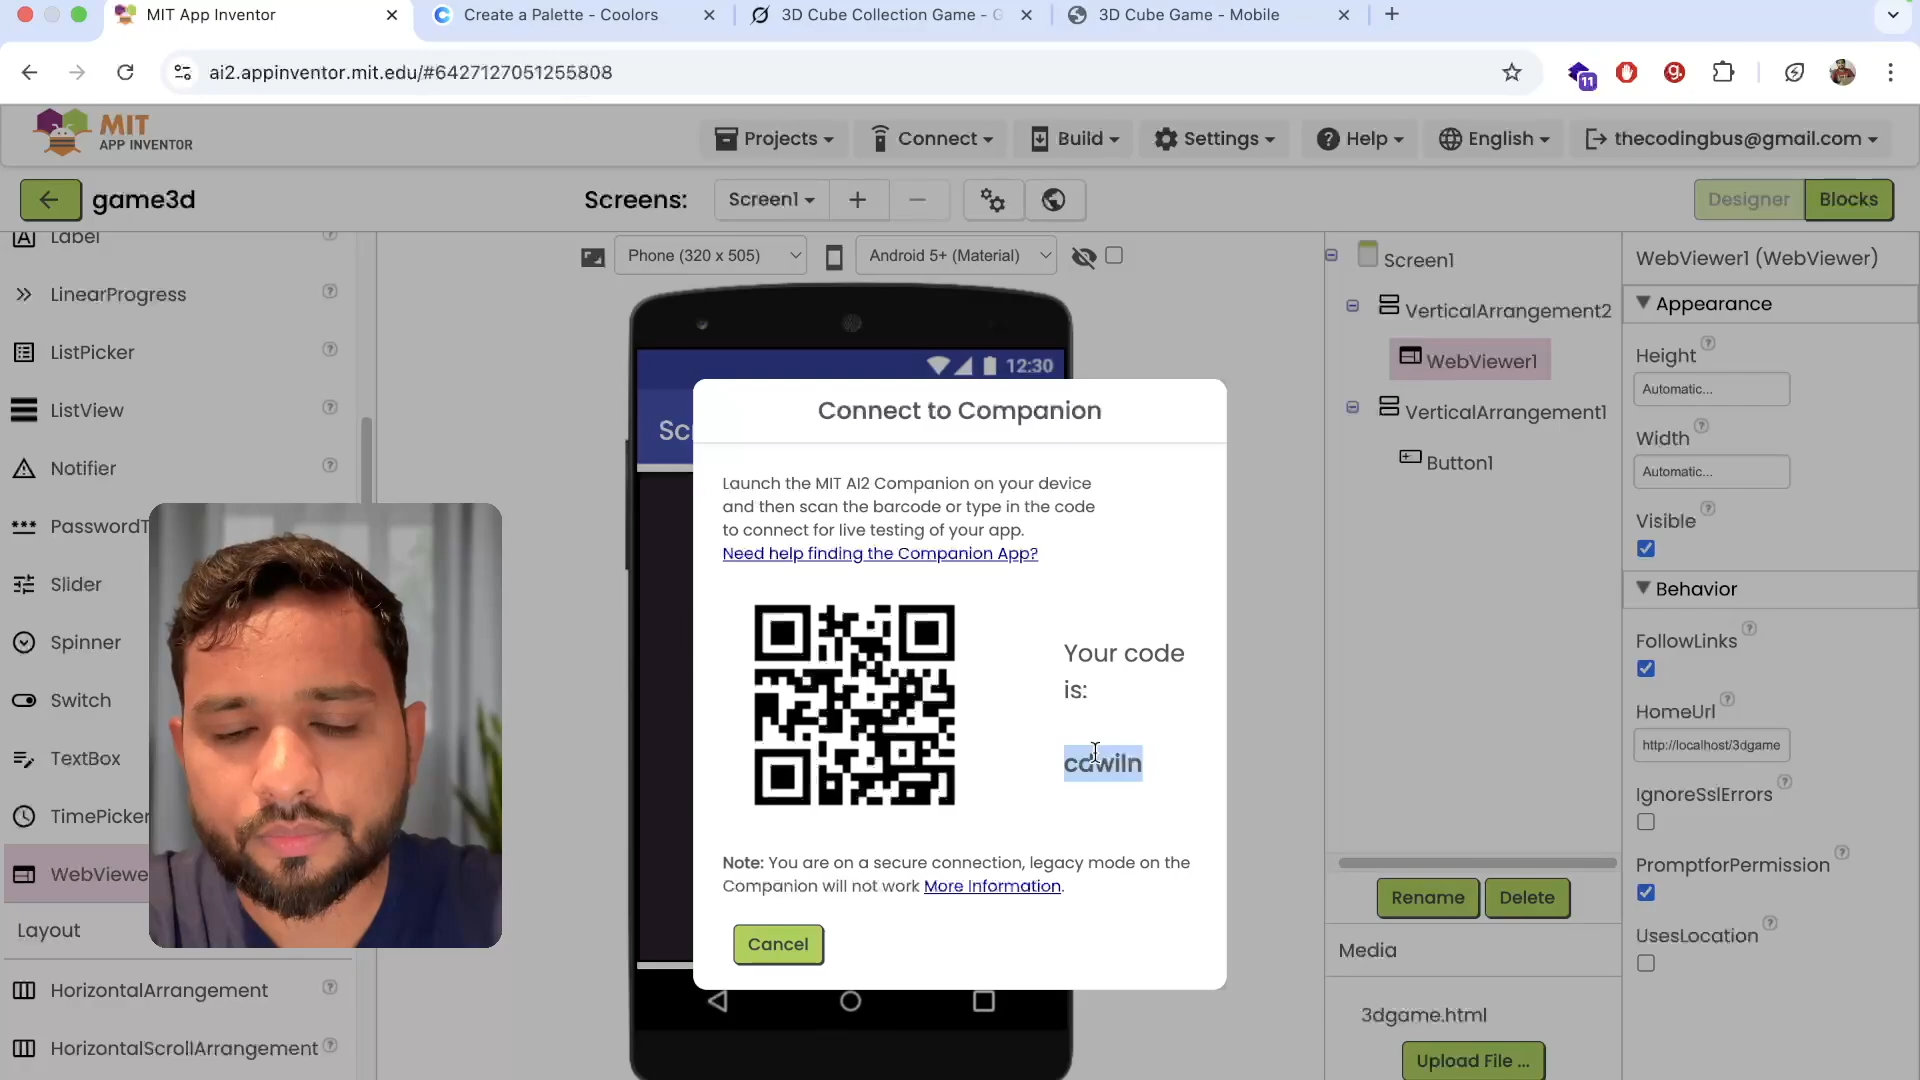 MIT App Inventor
Create a Palette - Coolors
3D Cube Collection Game - G
3D Cube Game - Mobile
ai2.appinventor.mit.edu/#6427127051255808
11
g.
MIT
APP INVENTOR
Projects
Connect
Build
Settings
Help
English
thecodingbus@gmail.com
game3d
Screens:
Screen1
Designer
Blocks
Label
LinearProgress
ListPicker
ListView
Notifier
PasswordT
Slider
Spinner
Switch
TextBox
TimePicker
WebViewe
Layout
HorizontalArrangement
HorizontalScrollArrangement
Phone (320 x 505)
Android 5+ (Material)
12:30
Scr
Connect to Companion
Launch the MIT AI2 Companion on your device
and then scan the barcode or type in the code
to connect for live testing of your app.
Need help finding the Companion App?
Your code
is:
cdwiln
Note: You are on a secure connection, legacy mode on the
Companion will not work More Information.
Cancel
Screen1
VerticalArrangement2
WebViewer1
VerticalArrangement1
Button1
Rename
Delete
Media
3dgame.html
Upload File ...
WebViewer1 (WebViewer)
Appearance
Height
Automatic...
Width
Automatic...
Visible
Behavior
FollowLinks
HomeUrl
http://localhost/3dgame
IgnoreSslErrors
PromptforPermission
UsesLocation